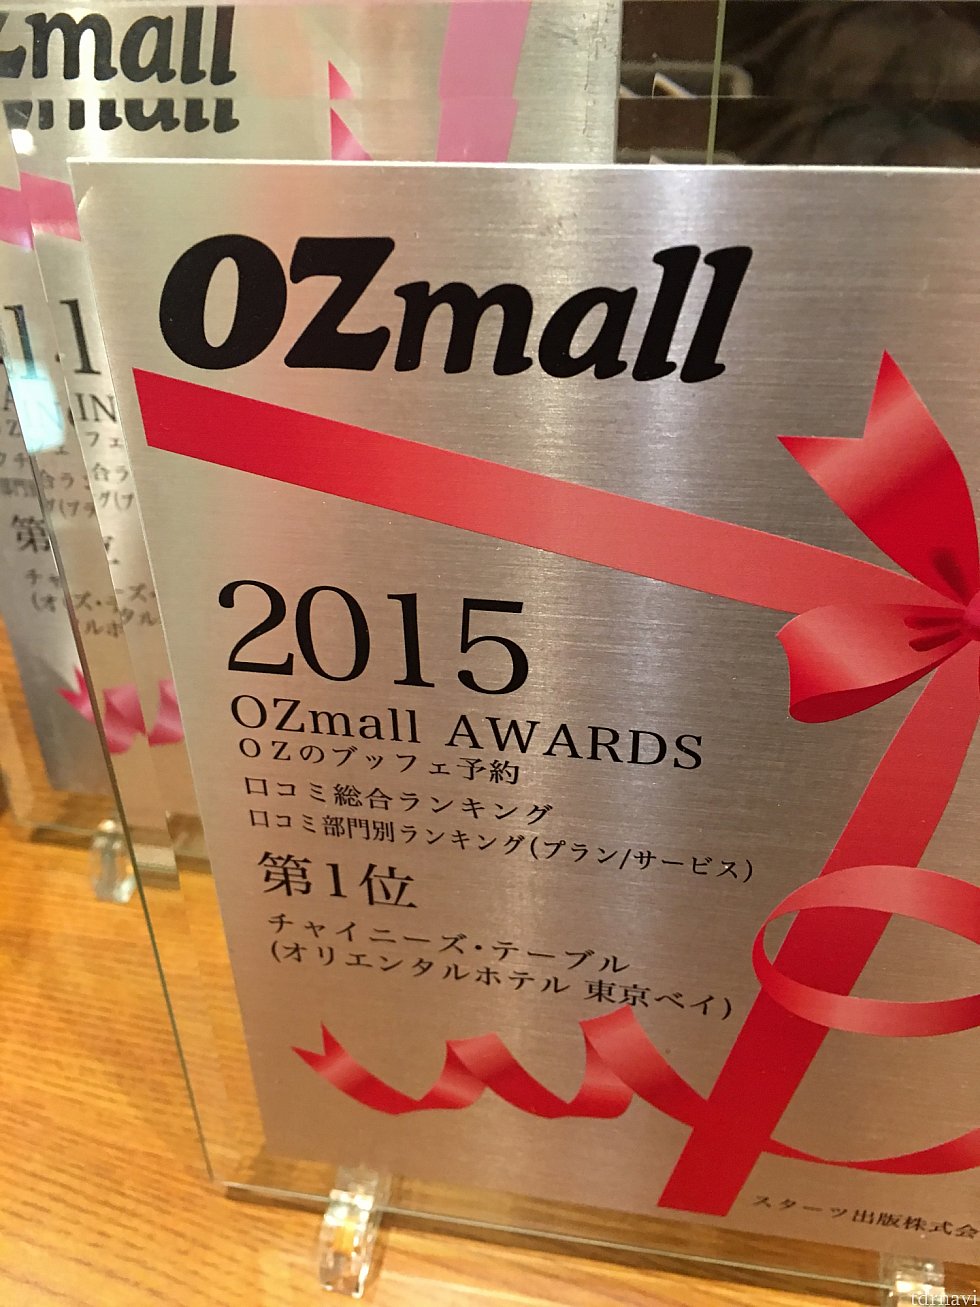 OZmall
OZmall
2015
OZmall AWARDS
OZのブッフェ予約
口コミ総合ランキング
口コミ部門別ランキング(プラン/サービス)
第1位
チャイニーズ・テーブル
(オリエンタルホテル 東京ベイ)
スターツ出版株式会
tdrnavi